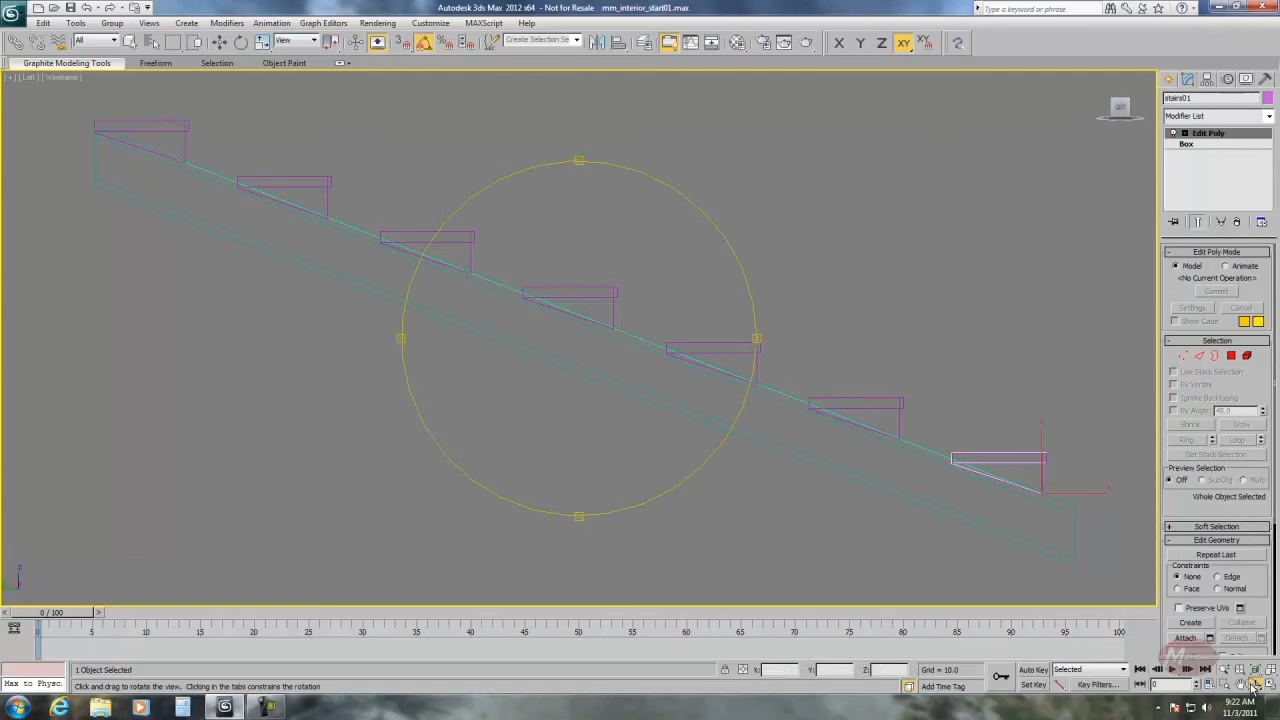 Autodesk 3ds Max 2012 x64 - Not for Resale mm_interior_start01.max
Type a keyword or phrase
Edit Tools Group Views Create Modifiers Animation Graph Editors Rendering Customize MAXScript Help
All View Create Selection Se X Y Z XY
Graphite Modeling Tools Freeform Selection Object Paint
[ + ] [ Left ] [ Wireframe ]
LEFT
stairs01
Modifier List
Edit Poly
Box
- Edit Poly Mode
Model Animate
<No Current Operation>
Commit
Settings Cancel
Show Cage
- Selection
Use Stack Selection
By Vertex
Ignore Backfacing
By Angle: 45.0
Shrink Grow
Ring Loop
Get Stack Selection
Preview Selection
Off SubObj Multi
Whole Object Selected
+ Soft Selection
- Edit Geometry
Repeat Last
Constraints
None Edge
Face Normal
Preserve UVs
Create Collapse
Attach Detach
z
< 0 / 100 >
0 5 10 15 20 25 30 35 40 45 50 55 60 65 70 75 80 85 90 95 100
1 Object Selected X: Y: Z: Grid = 10.0 Auto Key Selected
Max to Physc: Click and drag to rotate the view. Clicking in the tabs constrains the rotation Add Time Tag Set Key Key Filters... 0
9:22 AM
11/3/2011